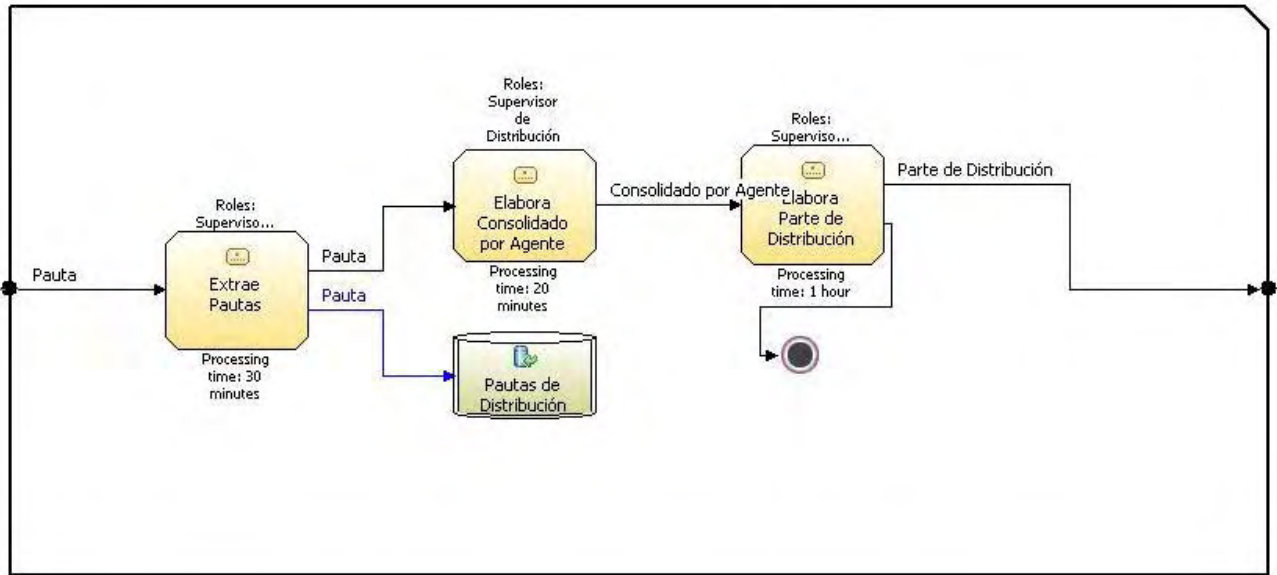 Pauta
Roles:
Superviso...
Extrae
Pautas
Processing
time: 30
minutes
Pauta
Pauta
Roles:
Supervisor
de
Distribución
Elabora
Consolidado
por Agente
Processing
time: 20
minutes
Pautas de
Distribución
Consolidado por Agente
Roles:
Superviso...
Elabora
Parte de
Distribución
Processing
time: 1 hour
Parte de Distribución